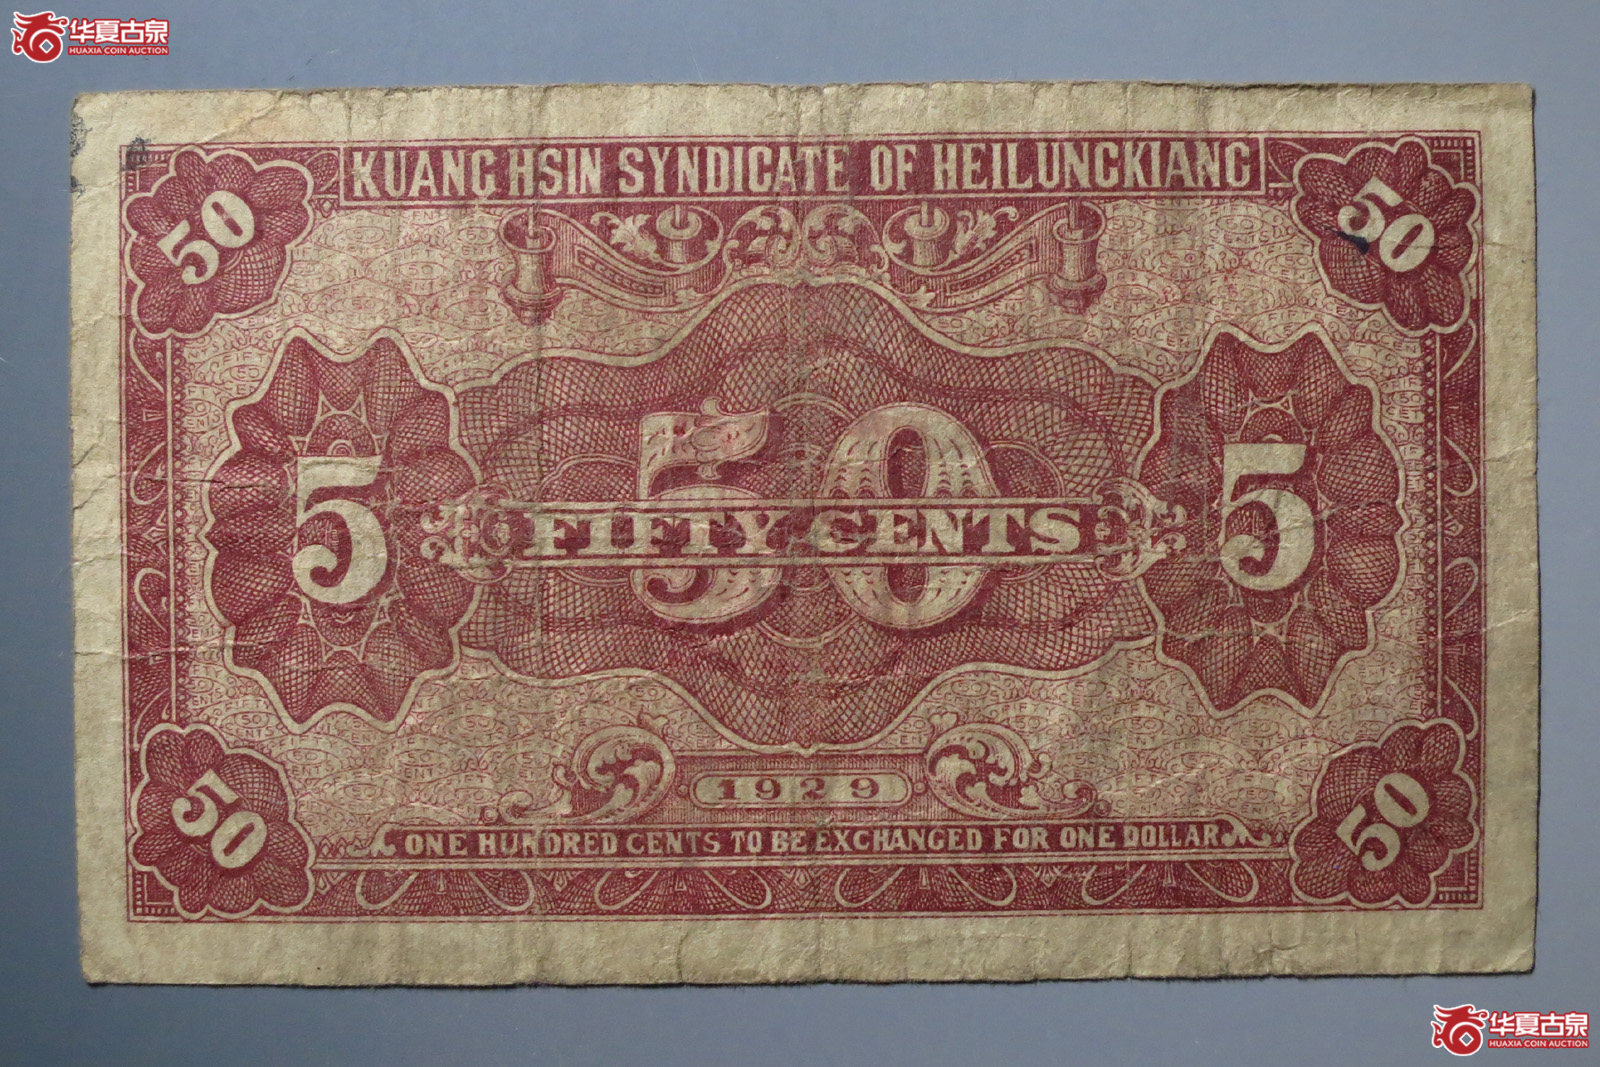 华夏古泉
HUAXIA COIN AUCTION
KUANG HSIN SYNDICATE OF HEILUNGKIANG
50
50
5
50
5
FIFTY CENTS
1929
50
50
ONE HUNDRED CENTS TO BE EXCHANGED FOR ONE DOLLAR
华夏古泉
HUAXIA COIN AUCTION